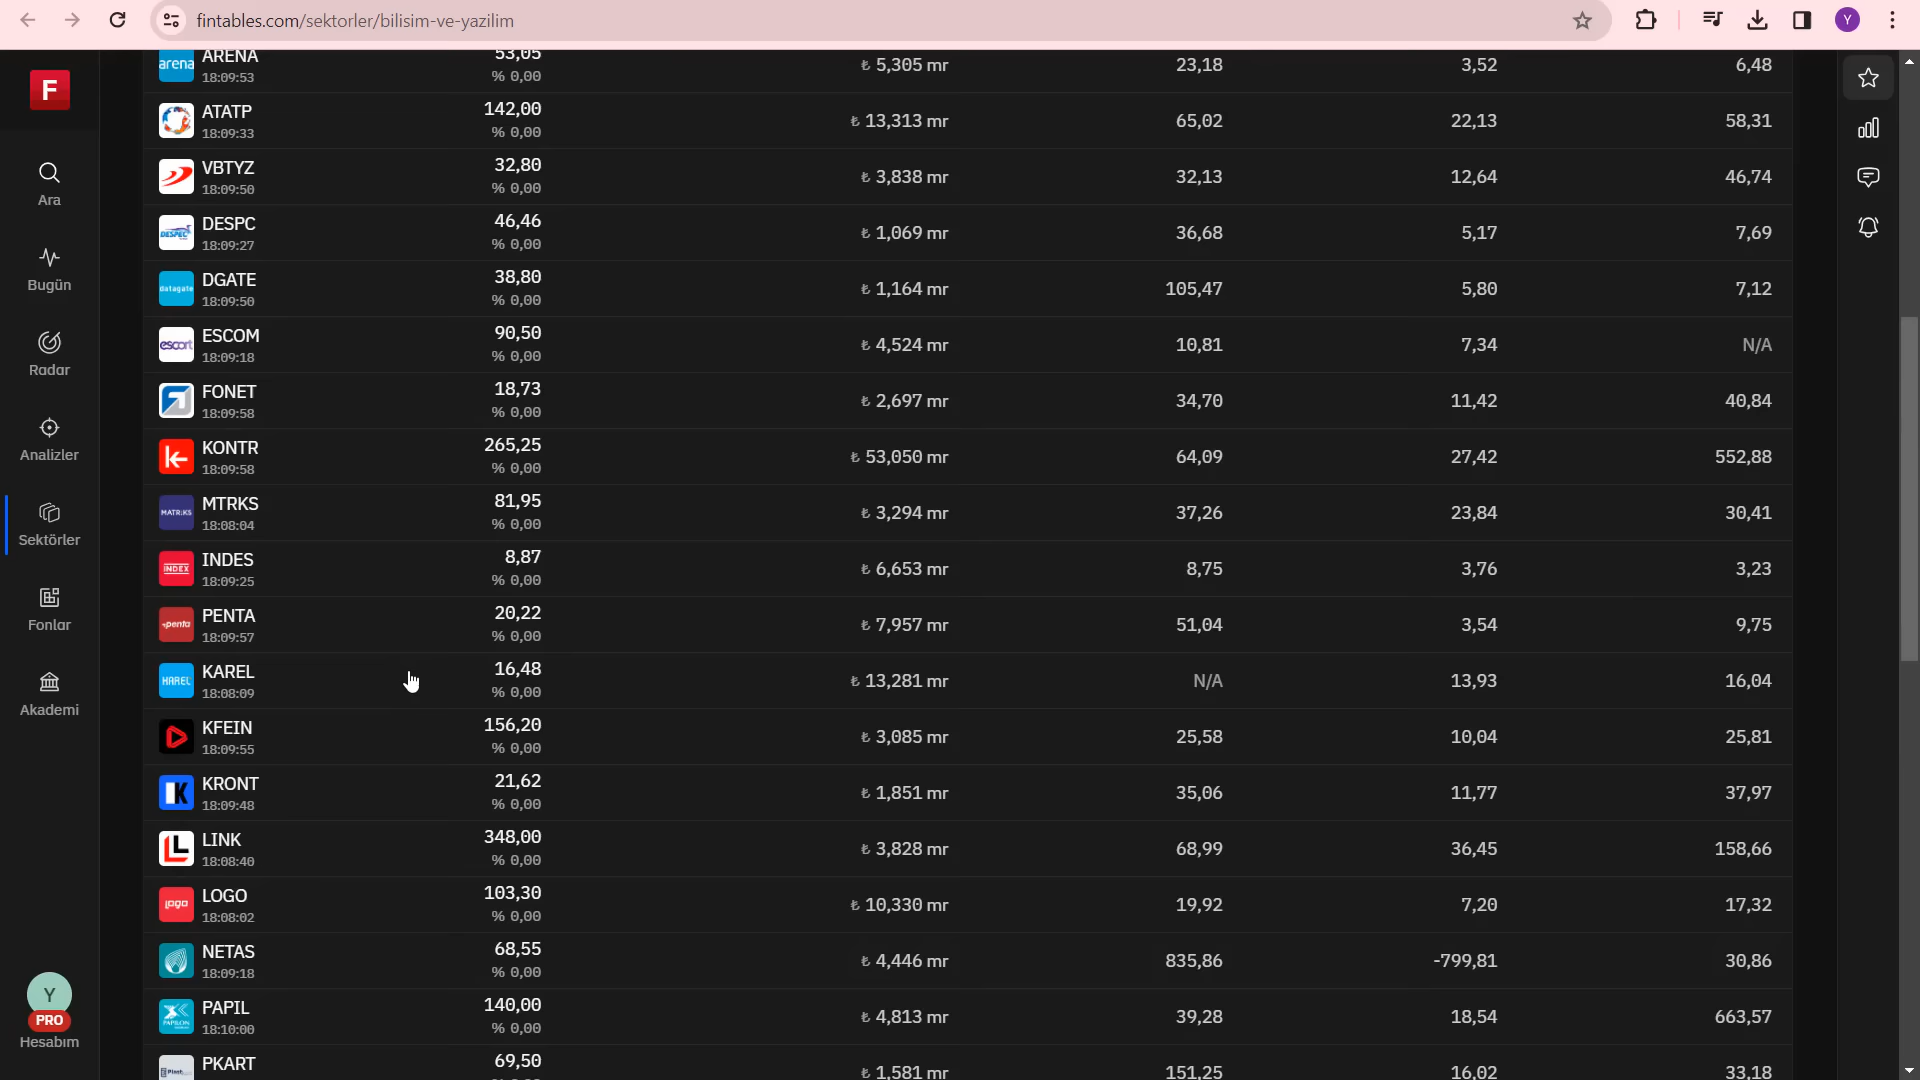 fintables.com/sektorler/bilisim-ve-yazilim
Y
F
Ara
Bugün
Radar
Analizler
Sektörler
Fonlar
Akademi
Y
PRO
Hesabım
arena ARENA 53,05 ₺ 5,305 mr 23,18 3,52 6,48
18:09:53 % 0,00
ATATP 142,00 ₺ 13,313 mr 65,02 22,13 58,31
18:09:33 % 0,00
VBTYZ 32,80 ₺ 3,838 mr 32,13 12,64 46,74
18:09:50 % 0,00
DESPEC DESPC 46,46 ₺ 1,069 mr 36,68 5,17 7,69
18:09:27 % 0,00
datagate DGATE 38,80 ₺ 1,164 mr 105,47 5,80 7,12
18:09:50 % 0,00
escort ESCOM 90,50 ₺ 4,524 mr 10,81 7,34 N/A
18:09:18 % 0,00
FONET 18,73 ₺ 2,697 mr 34,70 11,42 40,84
18:09:58 % 0,00
KONTR 265,25 ₺ 53,050 mr 64,09 27,42 552,88
18:09:58 % 0,00
MATRIKS MTRKS 81,95 ₺ 3,294 mr 37,26 23,84 30,41
18:08:04 % 0,00
INDEX INDES 8,87 ₺ 6,653 mr 8,75 3,76 3,23
18:09:25 % 0,00
penta PENTA 20,22 ₺ 7,957 mr 51,04 3,54 9,75
18:09:57 % 0,00
KAREL KAREL 16,48 ₺ 13,281 mr N/A 13,93 16,04
18:08:09 % 0,00
KFEIN 156,20 ₺ 3,085 mr 25,58 10,04 25,81
18:09:55 % 0,00
K KRONT 21,62 ₺ 1,851 mr 35,06 11,77 37,97
18:09:48 % 0,00
LINK 348,00 ₺ 3,828 mr 68,99 36,45 158,66
18:08:40 % 0,00
logo LOGO 103,30 ₺ 10,330 mr 19,92 7,20 17,32
18:08:02 % 0,00
NETAS 68,55 ₺ 4,446 mr 835,86 -799,81 30,86
18:09:18 % 0,00
PAPILON PAPIL 140,00 ₺ 4,813 mr 39,28 18,54 663,57
18:10:00 % 0,00
PKART 69,50 ₺ 1,581 mr 151,25 16,02 33,18